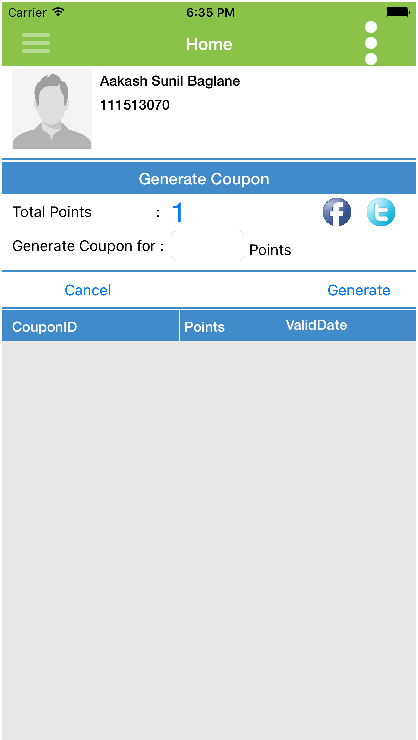 Carrier 6:35 PM
Home
Aakash Sunil Baglane
111513070
Generate Coupon
Total Points : 1 f t
Generate Coupon for : Points
Cancel Generate
CouponID Points ValidDate